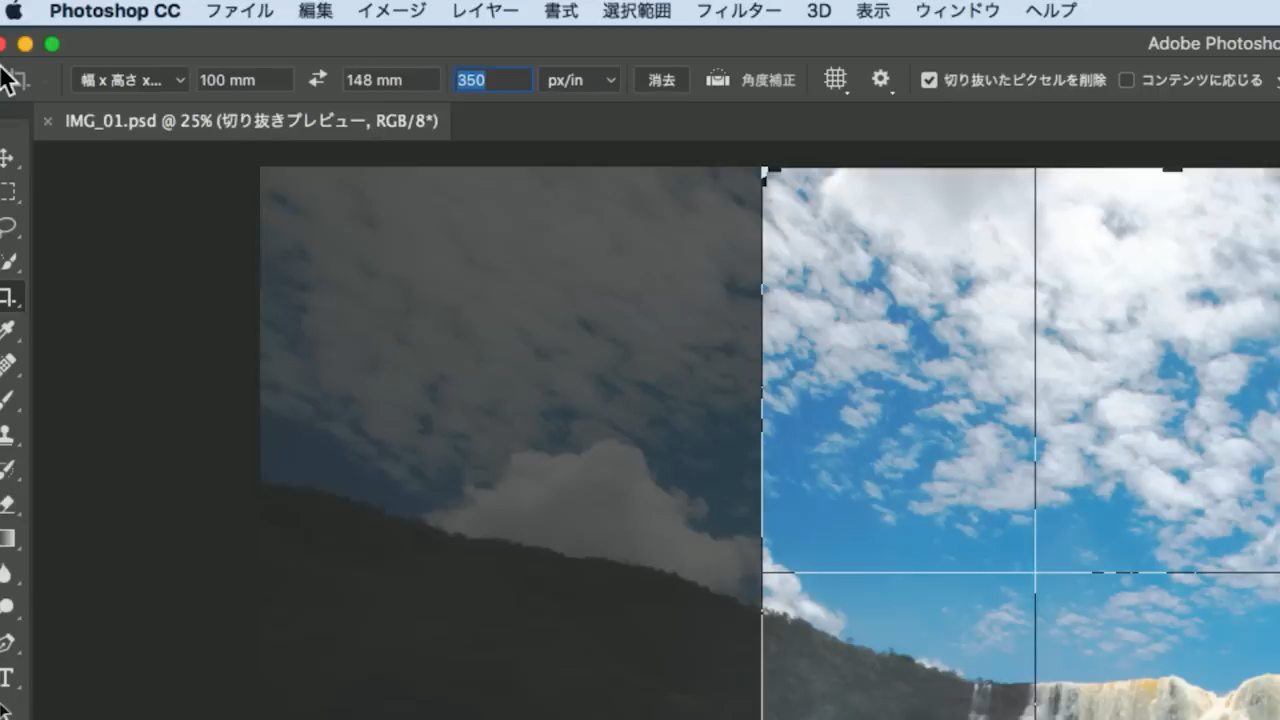 Photoshop CC ファイル 編集 イメージ レイヤー 書式 選択範囲 フィルター 3D 表示 ウィンドウ ヘルプ
幅 x 高さ x... 100 mm 148 mm 350 px/in 消去 角度補正 切り抜いたピクセルを削除 コンテンツに応じる
IMG_01.psd @ 25% (切り抜きプレビュー, RGB/8*)